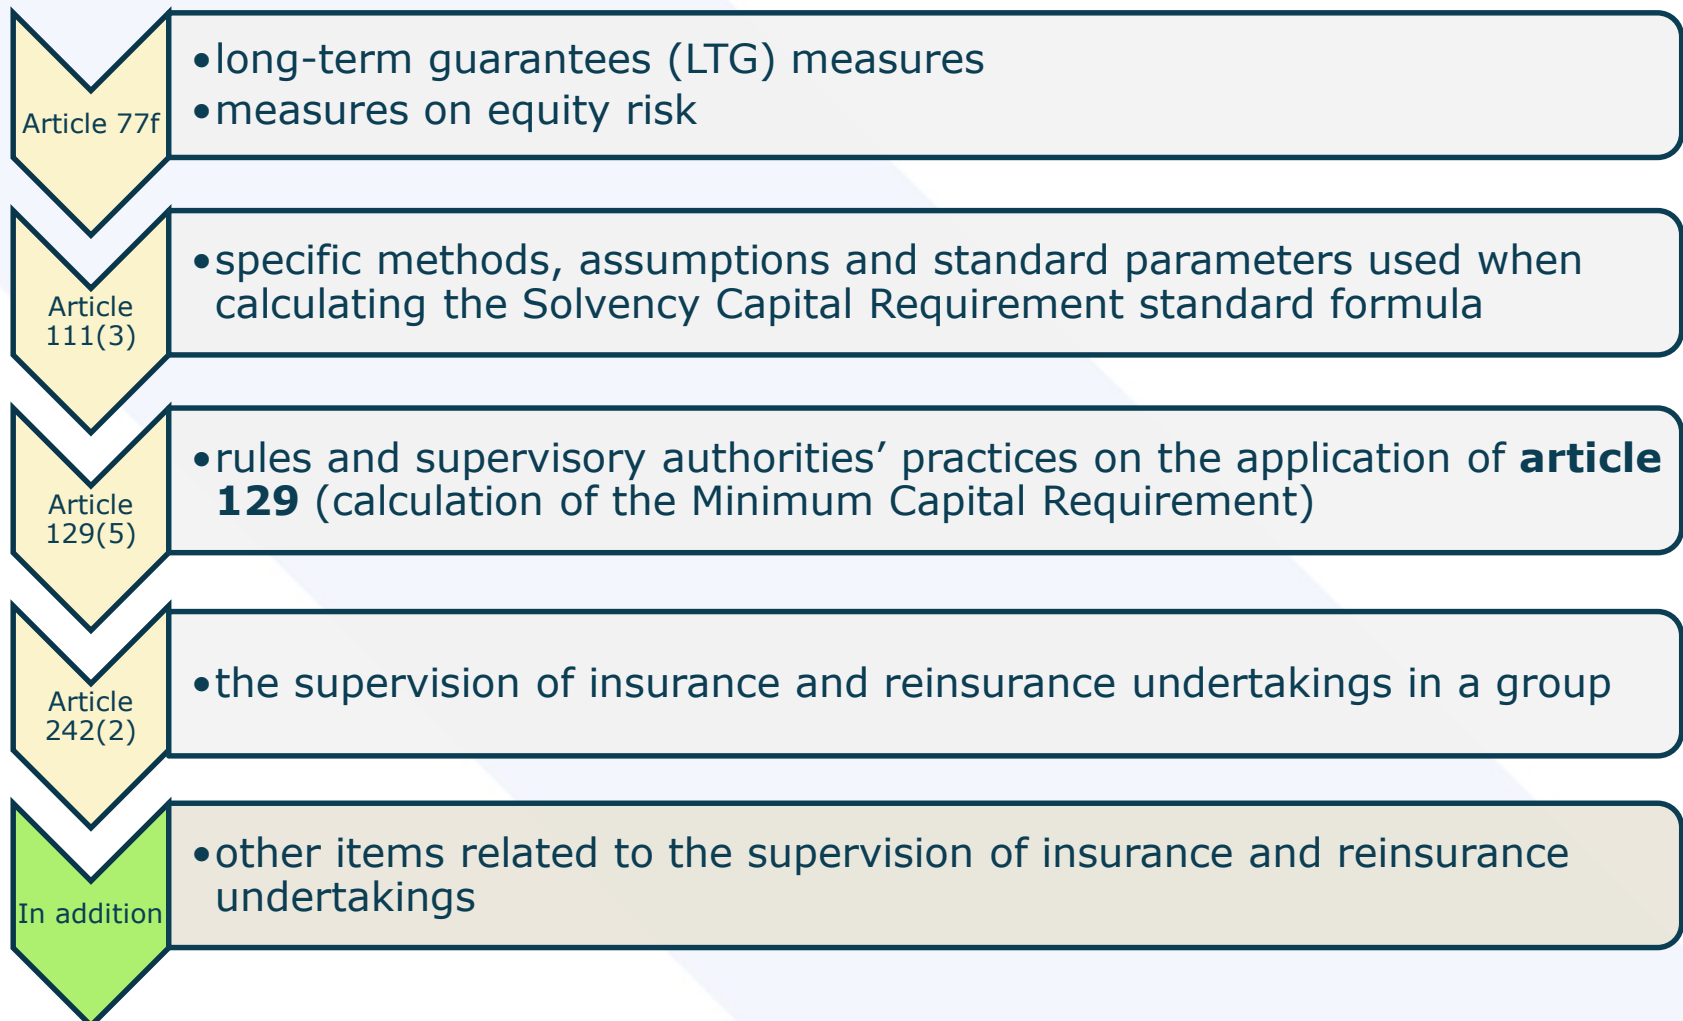 Article 77f
•long-term guarantees (LTG) measures
•measures on equity risk
Article
111(3)
•specific methods, assumptions and standard parameters used when
calculating the Solvency Capital Requirement standard formula
Article
129(5)
•rules and supervisory authorities’ practices on the application of article
129 (calculation of the Minimum Capital Requirement)
Article
242(2)
•the supervision of insurance and reinsurance undertakings in a group
In addition
•other items related to the supervision of insurance and reinsurance
undertakings